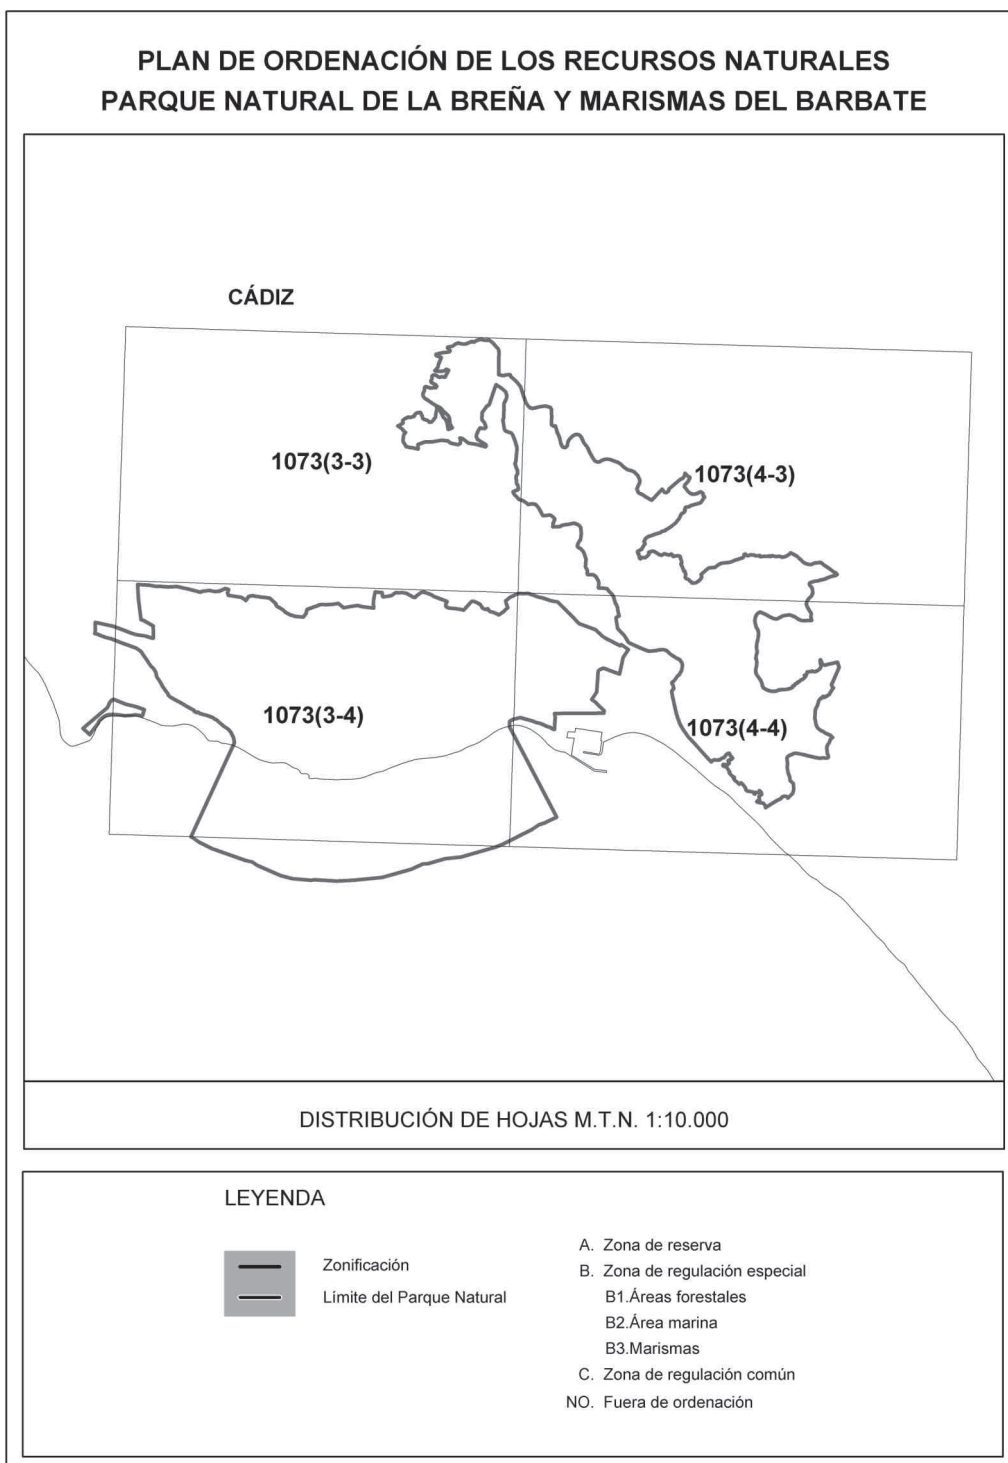 PLAN DE ORDENACIÓN DE LOS RECURSOS NATURALES
PARQUE NATURAL DE LA BREÑA Y MARISMAS DEL BARBATE
CÁDIZ
1073(3-3)
1073(4-3)
1073(3-4)
1073(4-4)
DISTRIBUCIÓN DE HOJAS M.T.N. 1:10.000
LEYENDA
Zonificación
Límite del Parque Natural
A. Zona de reserva
B. Zona de regulación especial
B1.Áreas forestales
B2.Área marina
B3.Marismas
C. Zona de regulación común
NO. Fuera de ordenación